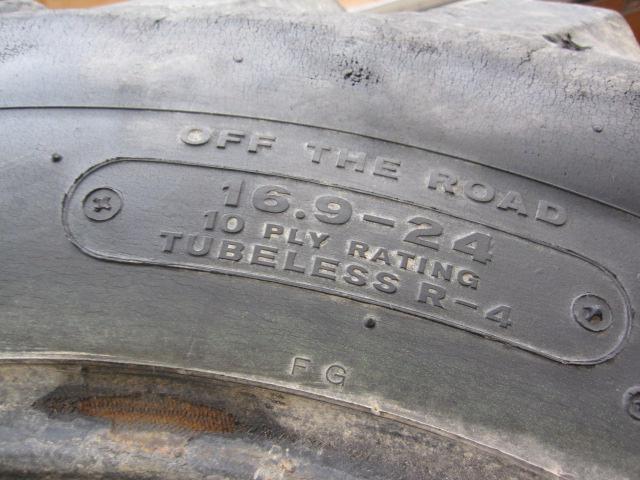 OFF THE ROAD
16.9-24
10 PLY RATING
TUBELESS R-4
FG